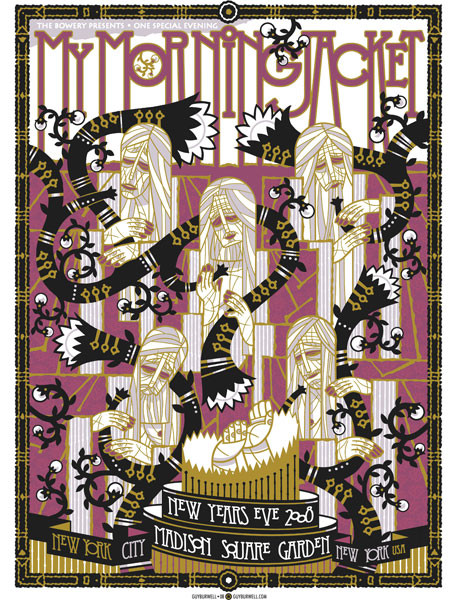 THE BOWERY PRESENTS • ONE SPECIAL EVENING
MY MORNING JACKET
NEW YEARS EVE 2008
MADISON SQUARE GARDEN
NEW YORK CITY
NEW YORK USA
GUYBURWELL • 08 GUYBURWELL.COM